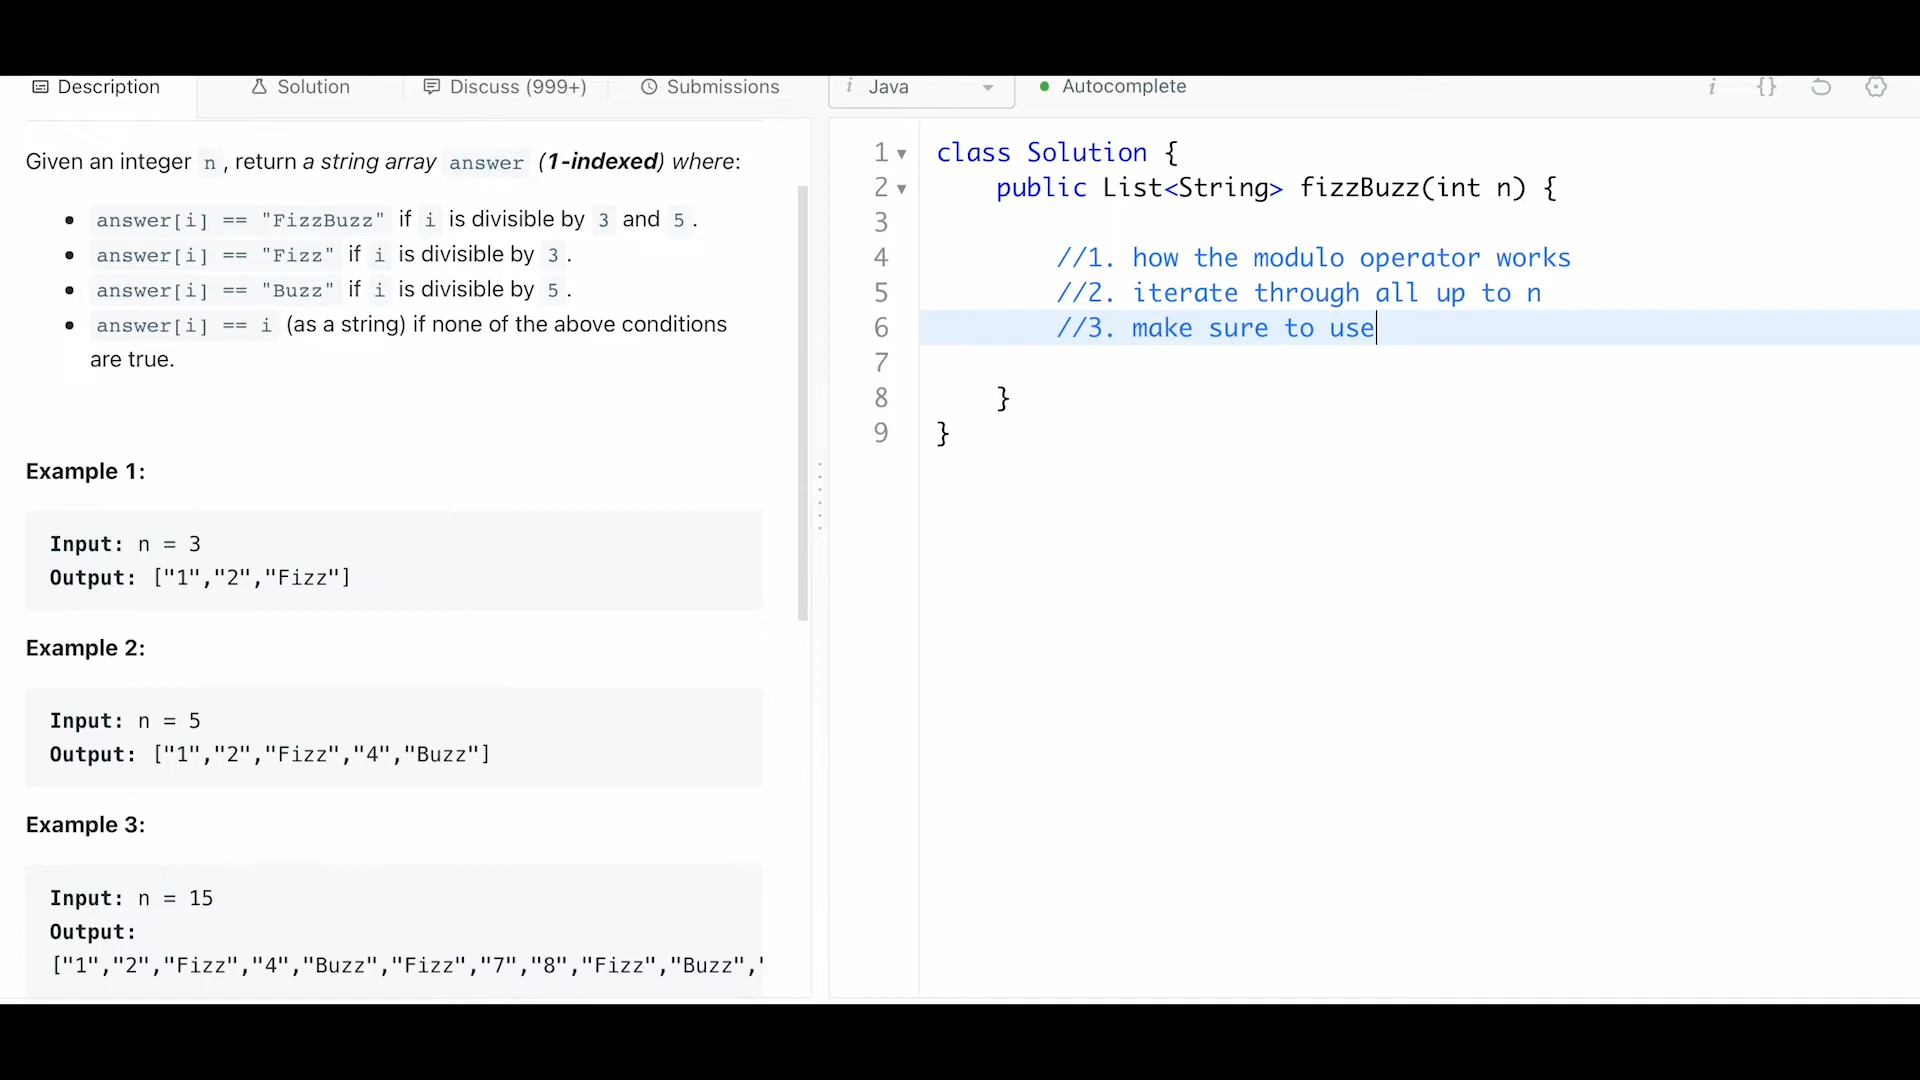 Description
Solution
Discuss (999+)
Submissions
i Java
Autocomplete
i {}
Given an integer n, return a string array answer (1-indexed) where:
• answer[i] == "FizzBuzz" if i is divisible by 3 and 5.
• answer[i] == "Fizz" if i is divisible by 3.
• answer[i] == "Buzz" if i is divisible by 5.
• answer[i] == i (as a string) if none of the above conditions
are true.
Example 1:
Input: n = 3
Output: ["1","2","Fizz"]
Example 2:
Input: n = 5
Output: ["1","2","Fizz","4","Buzz"]
Example 3:
Input: n = 15
Output:
["1","2","Fizz","4","Buzz","Fizz","7","8","Fizz","Buzz","
1 class Solution {
2 public List<String> fizzBuzz(int n) {
3
4 //1. how the modulo operator works
5 //2. iterate through all up to n
6 //3. make sure to use
7
8 }
9 }